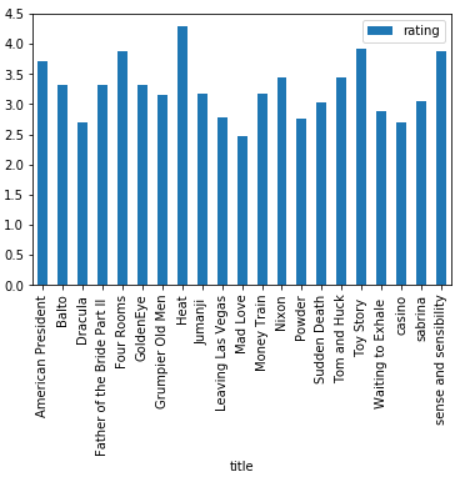 4.5
4.0
3.5
3.0
2.5
2.0
1.5
1.0
0.5
0.0
rating
American President
Balto
Dracula
Father of the Bride Part II
Four Rooms
GoldenEye
Grumpier Old Men
Heat
Jumanji
Leaving Las Vegas
Mad Love
Money Train
Nixon
Powder
Sudden Death
Tom and Huck
Toy Story
Waiting to Exhale
casino
sabrina
sense and sensibility
title